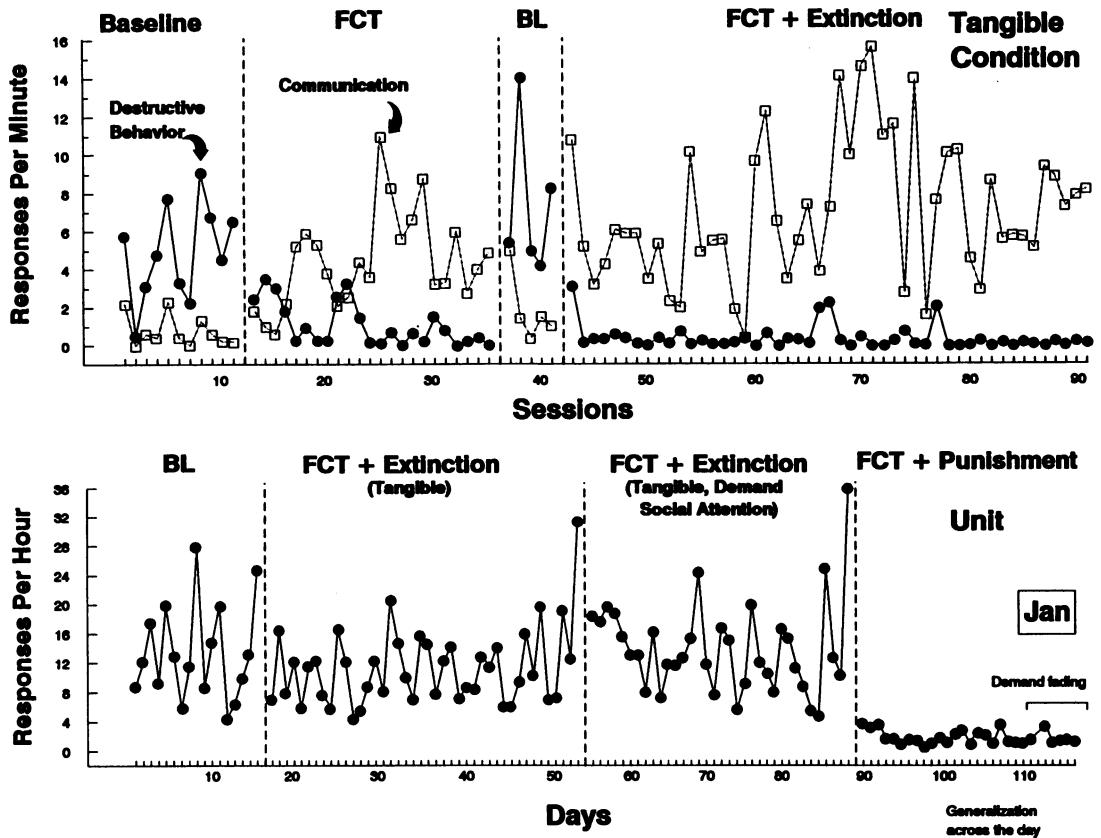 Baseline
FCT
BL
FCT + Extinction
Tangible
Condition
Communication
Destructive
Behavior
Responses Per Minute
16
14
12
10
8
6
4
2
0
10
20
30
40
50
60
70
80
90
Sessions
BL
FCT + Extinction
(Tangible)
FCT + Extinction
(Tangible, Demand
Social Attention)
FCT + Punishment
Unit
Jan
Demand fading
Responses Per Hour
36
32
28
24
20
16
12
8
4
0
10
20
30
40
50
60
70
80
90
100
110
Days
Generalization
across the day